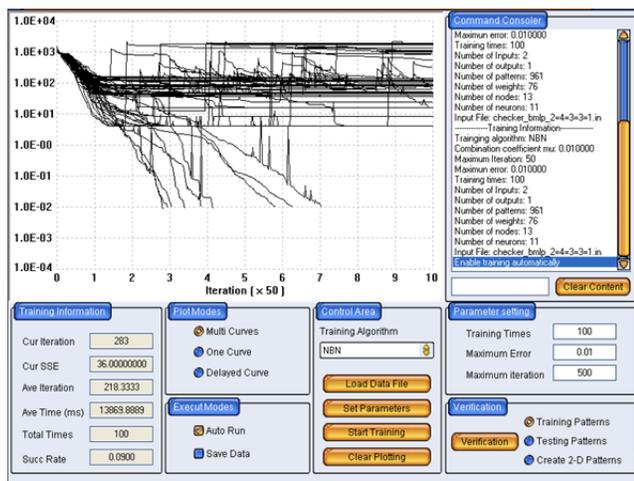 1.0E+04
1.0E+03
1.0E+02
1.0E+01
1.0E-00
1.0E-01
1.0E-02
1.0E-03
1.0E-04
0 1 2 3 4 5 6 7 8 9 10
Iteration [ × 50 ]
Command Consoler
Maximun error: 0.010000
Training times: 100
Number of Inputs: 2
Number of outputs: 1
Number of patterns: 961
Number of weights: 76
Number of nodes: 13
Number of neurons: 11
Input File: checker_bmlp_2=4=3=3=1.in
--------------Training Information--------------
Trainging algorithm: NBN
Combination coefficient mu: 0.010000
Maximum Iteration: 50
Maximun error: 0.010000
Training times: 100
Number of Inputs: 2
Number of outputs: 1
Number of patterns: 961
Number of weights: 76
Number of nodes: 13
Number of neurons: 11
Input File: checker_bmlp_2=4=3=3=1.in
Enable training automatically
Clear Content
Training Information
Cur Iteration 283
Cur SSE 36.00000000
Ave Iteration 218.3333
Ave Time (ms) 13869.8889
Total Times 100
Succ Rate 0.0900
Plot Modes
Multi Curves
One Curve
Delayed Curve
Execut Modes
Auto Run
Save Data
Control Area
Training Algorithm
NBN
Load Data File
Set Parameters
Start Training
Clear Plotting
Parameter setting
Training Times 100
Maximum Error 0.01
Maximum iteration 500
Verification
Verification
Training Patterns
Testing Patterns
Create 2-D Patterns